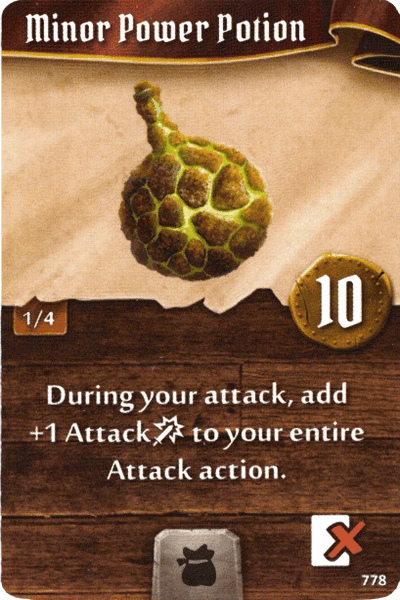 Minor Power Potion
10
1/4
During your attack, add
+1 Attack to your entire
Attack action.
778